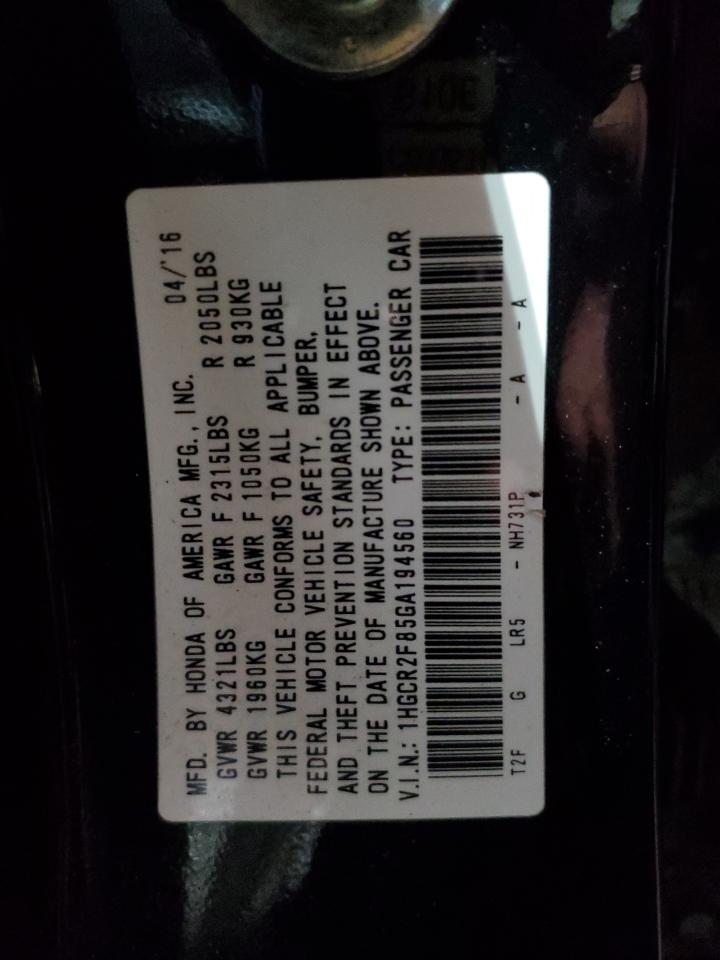 MFD. BY HONDA OF AMERICA MFG., INC. 04/'16
GVWR 4321LBS GAWR F 2315LBS R 2050LBS
GVWR 1960KG GAWR F 1050KG R 930KG
THIS VEHICLE CONFORMS TO ALL APPLICABLE
FEDERAL MOTOR VEHICLE SAFETY, BUMPER,
AND THEFT PREVENTION STANDARDS IN EFFECT
ON THE DATE OF MANUFACTURE SHOWN ABOVE.
V.I.N.: 1HGCR2F85GA194560 TYPE: PASSENGER CAR
T2F G LR5 - NH731P - A - A